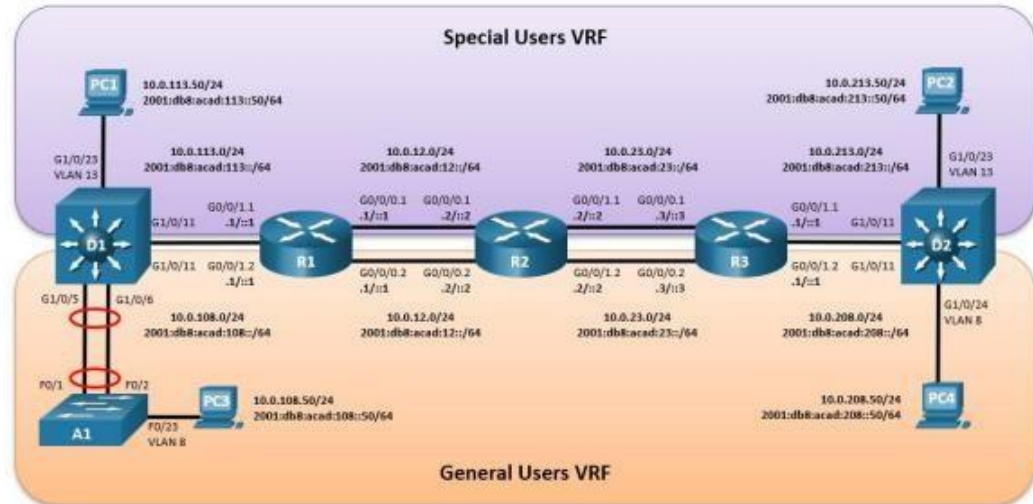 Special Users VRF
PC1
10.0.113.50/24
2001:db8:acad:113::50/64
10.0.213.50/24
2001:db8:acad:213::50/64
PC2
G1/0/23
VLAN 13
10.0.113.0/24
2001:db8:acad:113::/64
10.0.12.0/24
2001:db8:acad:12::/64
10.0.23.0/24
2001:db8:acad:23::/64
10.0.213.0/24
2001:db8:acad:213::/64
G1/0/23
VLAN 13
D1
G1/0/11
G0/0/1.1
.1/::1
R1
G0/0/0.1
.1/::1
G0/0/0.1
.2/::2
R2
G0/0/1.1
.2/::2
G0/0/0.1
.3/::3
R3
G0/0/1.1
.1/::1
G1/0/11
D2
G1/0/11
G0/0/1.2
.1/::1
G0/0/0.2
.1/::1
G0/0/0.2
.2/::2
G0/0/1.2
.2/::2
G0/0/0.2
.3/::3
G0/0/1.2
.1/::1
G1/0/11
G1/0/5
G1/0/6
10.0.108.0/24
2001:db8:acad:108::/64
10.0.12.0/24
2001:db8:acad:12::/64
10.0.23.0/24
2001:db8:acad:23::/64
10.0.208.0/24
2001:db8:acad:208::/64
G1/0/24
VLAN 8
F0/1
F0/2
A1
F0/23
VLAN 8
PC3
10.0.108.50/24
2001:db8:acad:108::50/64
10.0.208.50/24
2001:db8:acad:208::50/64
PC4
General Users VRF